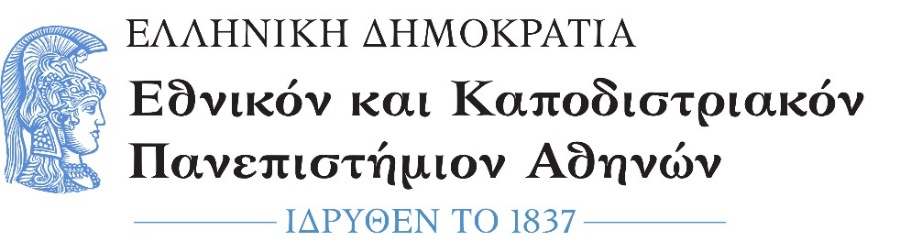 ΕΛΛΗΝΙΚΗ ΔΗΜΟΚΡΑΤΙΑ
Εθνικόν και Καποδιστριακόν
Πανεπιστήμιον Αθηνών
ΙΔΡΥΘΕΝ ΤΟ 1837